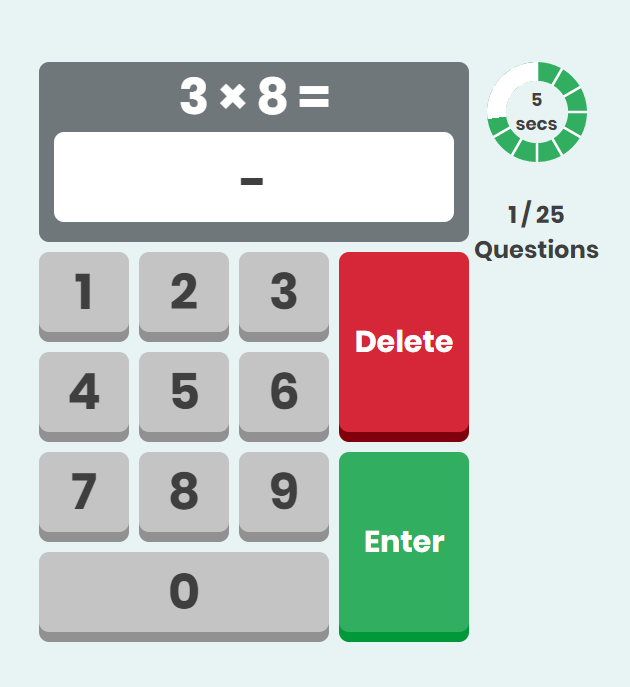 3 × 8 =
-
5
secs
1 / 25
Questions
1 2 3
Delete
4 5 6
7 8 9
Enter
0